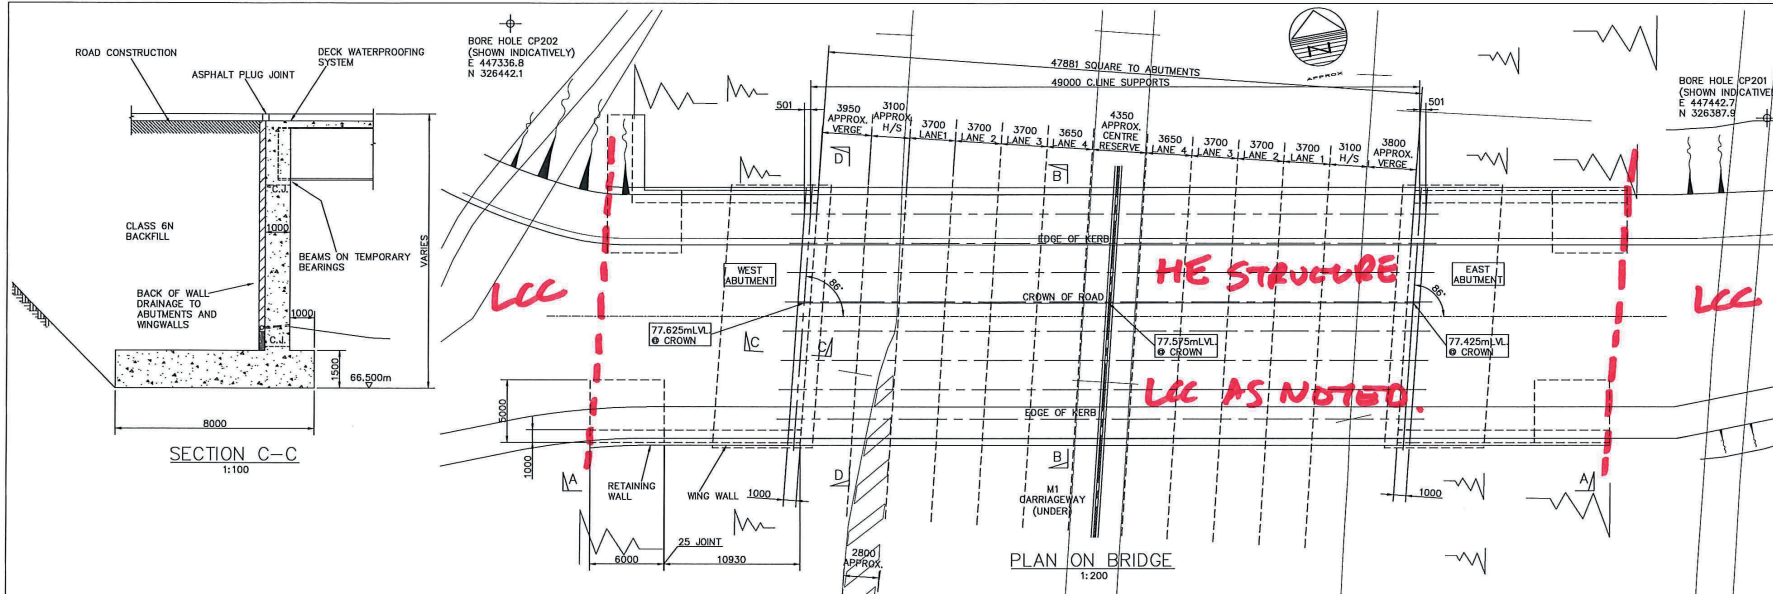 ROAD CONSTRUCTION
ASPHALT PLUG JOINT
DECK WATERPROOFING
SYSTEM
C.J.
1000
CLASS 6N
BACKFILL
BEAMS ON TEMPORARY
BEARINGS
VARIES
BACK OF WALL
DRAINAGE TO
ABUTMENTS AND
WINGWALLS
1000
C.J.
1500
66.500m
8000
SECTION C-C
1:100
BORE HOLE CP202
(SHOWN INDICATIVELY)
E 447336.8
N 326442.1
N
APPROX
47881 SQUARE TO ABUTMENTS
49000 C.LINE SUPPORTS
501
3950
APPROX.
VERGE
3100
APPROX.
H/S
3700
LANE1
3700
LANE 2
3700
LANE 3
3650
LANE 4
4350
APPROX.
CENTRE
RESERVE
3650
LANE 4
3700
LANE 3
3700
LANE 2
3700
LANE 1
3100
H/S
3800
APPROX.
VERGE
501
BORE HOLE CP201
(SHOWN INDICATIVE
E 447442.7
N 326387.9
D
B
EDGE OF KERB
WEST
ABUTMENT
86°
HE STRUCURE
EAST
ABUTMENT
86°
LCC
LCC
CROWN OF ROAD
77.625mLVL.
@ CROWN
C
C
77.575mLVL.
@ CROWN
77.425mLVL.
@ CROWN
LCC AS NOTED.
EDGE OF KERB
5000
1000
A
RETAINING
WALL
WING WALL
1000
D
B
M1
CARRIAGEWAY
(UNDER)
1000
A
25 JOINT
6000
10930
2800
APPROX.
PLAN ON BRIDGE
1:200